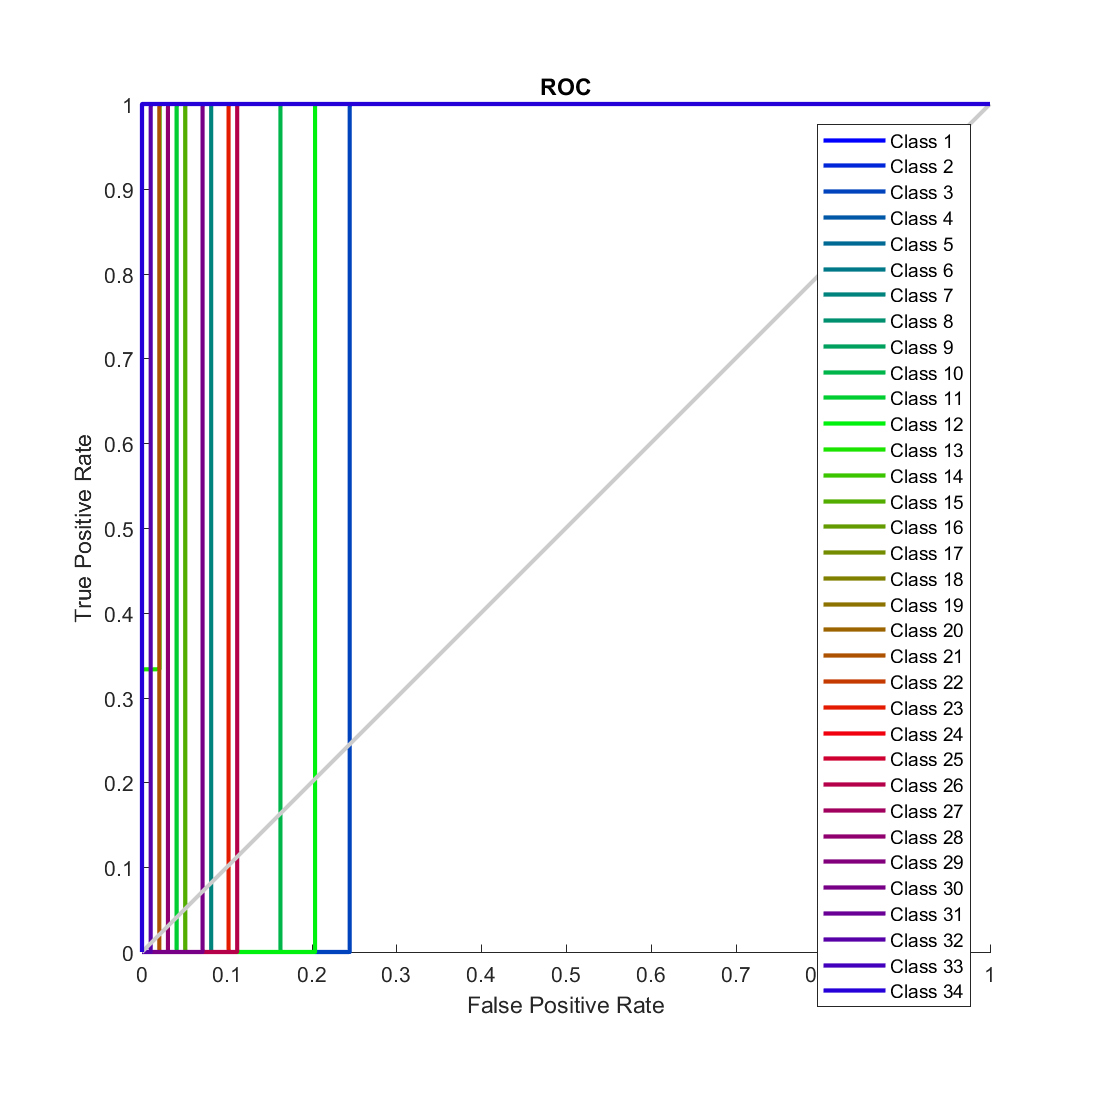 ROC
1
0.9
0.8
0.7
0.6
0.5
0.4
0.3
0.2
0.1
0
True Positive Rate
0 0.1 0.2 0.3 0.4 0.5 0.6 0.7 0 1
False Positive Rate
Class 1
Class 2
Class 3
Class 4
Class 5
Class 6
Class 7
Class 8
Class 9
Class 10
Class 11
Class 12
Class 13
Class 14
Class 15
Class 16
Class 17
Class 18
Class 19
Class 20
Class 21
Class 22
Class 23
Class 24
Class 25
Class 26
Class 27
Class 28
Class 29
Class 30
Class 31
Class 32
Class 33
Class 34